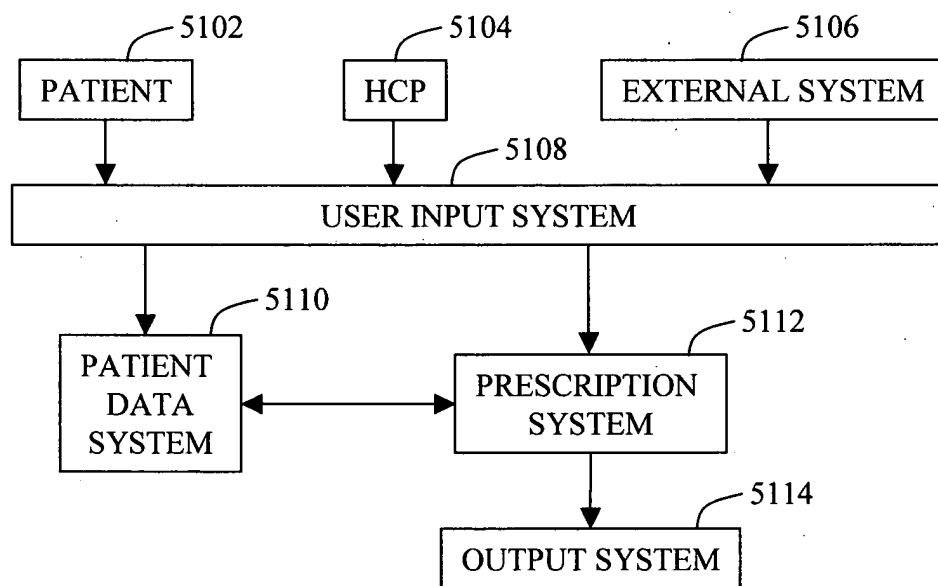 5102
5104
5106
PATIENT
HCP
EXTERNAL SYSTEM
5108
USER INPUT SYSTEM
5110
5112
PATIENT
DATA
SYSTEM
PRESCRIPTION
SYSTEM
5114
OUTPUT SYSTEM